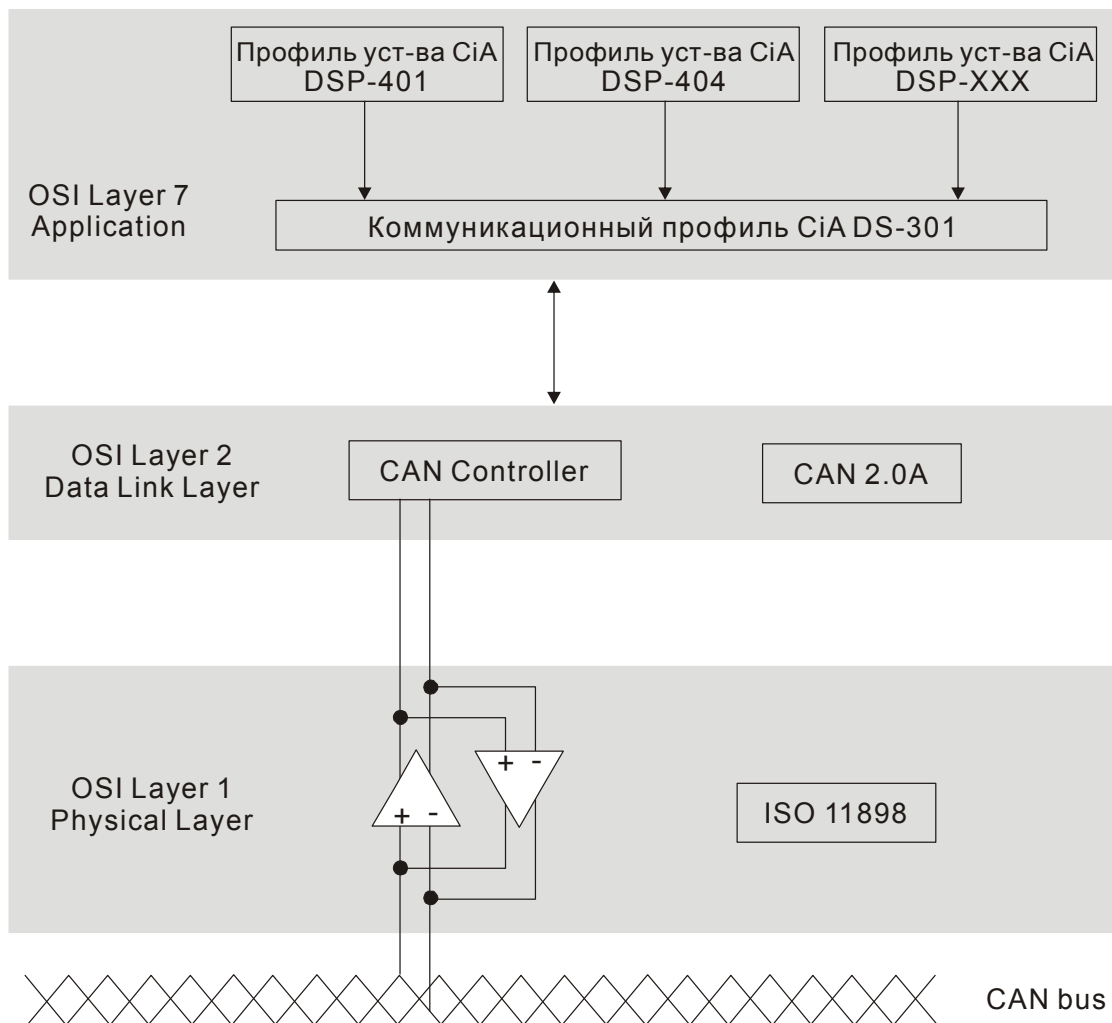 Профиль уст-ва CiA
DSP-401
Профиль уст-ва CiA
DSP-404
Профиль уст-ва CiA
DSP-XXX
OSI Layer 7
Application
Коммуникационный профиль CiA DS-301
OSI Layer 2
Data Link Layer
CAN Controller
CAN 2.0A
OSI Layer 1
Physical Layer
+ -
+ -
ISO 11898
CAN bus